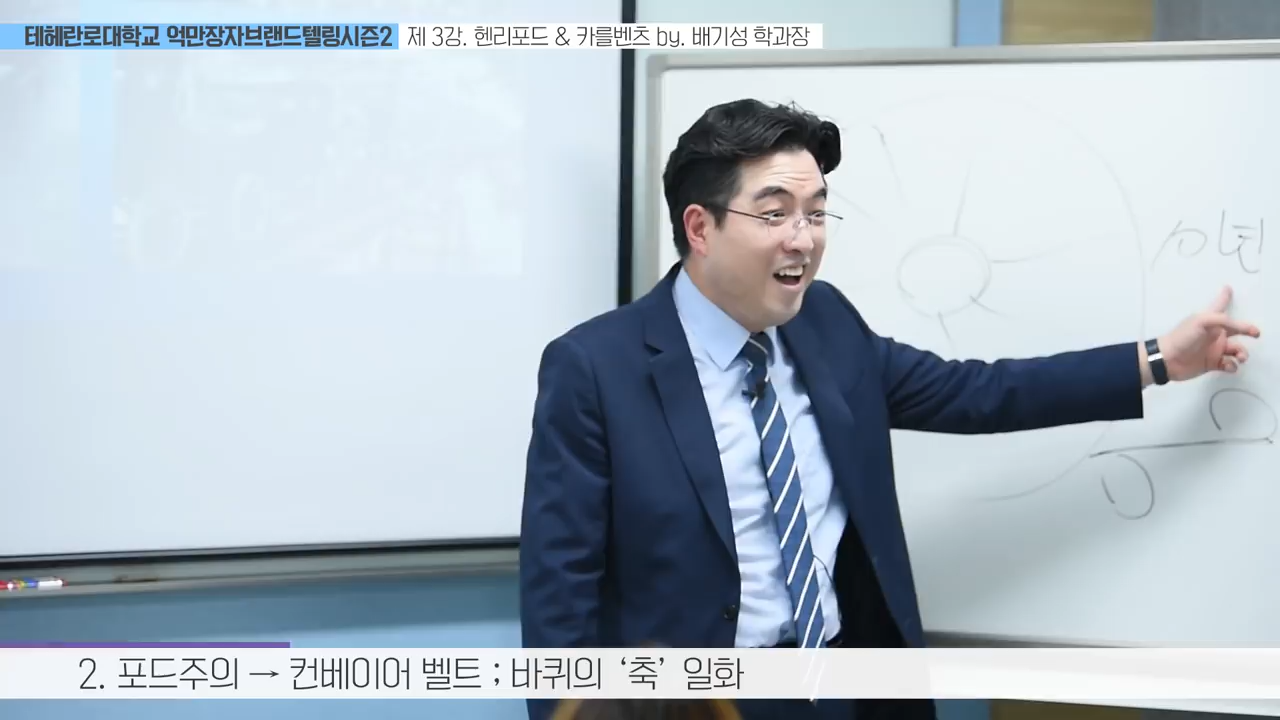 테헤란로대학교 억만장자브랜드텔링시즌2 제 3강. 헨리포드 & 카를벤츠 by. 배기성 학과장
2. 포드주의 → 컨베이어 벨트 ; 바퀴의 ‘축’ 일화